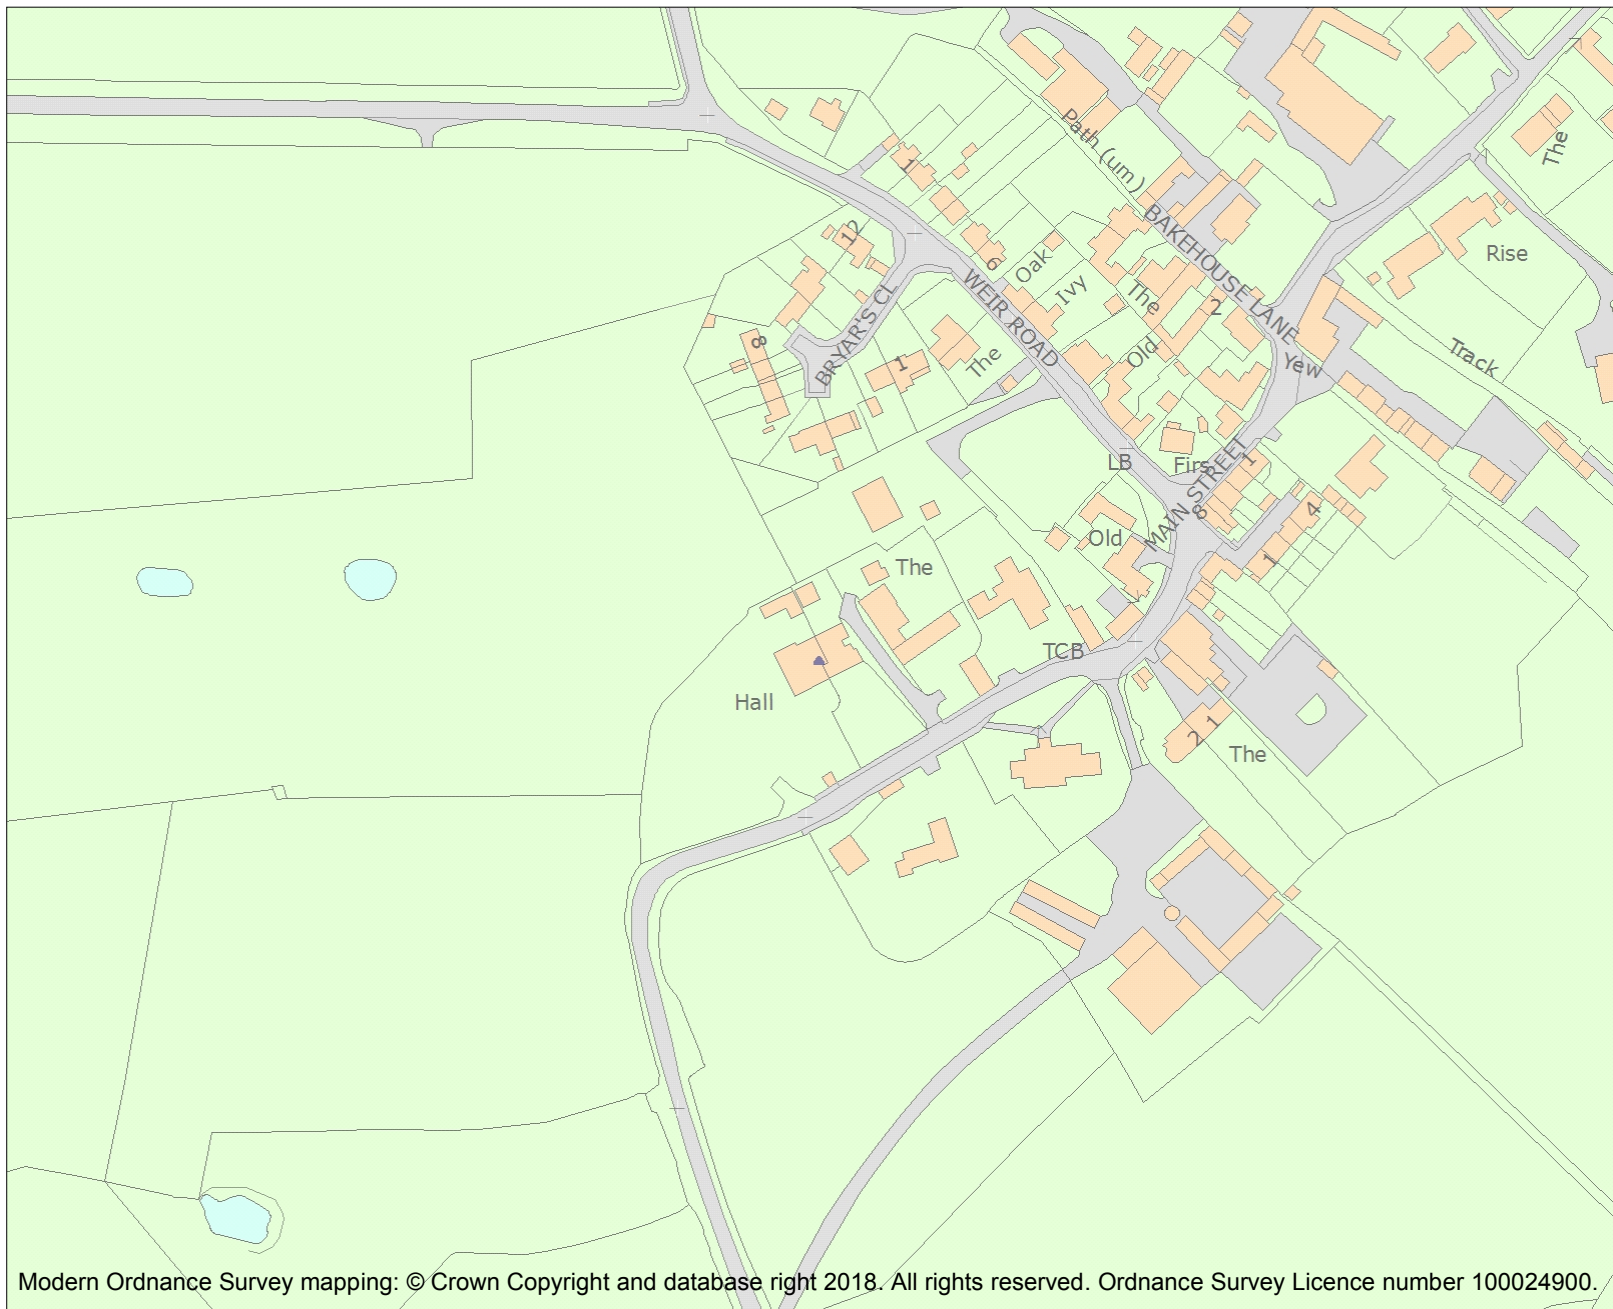 Path (um)
The
1
BAKEHOUSE LANE
12
Rise
6
Oak
WEIR ROAD
Ivy
The
2
BRYAR'S CL
8
Old
Track
The
1
Yew
LB
Firs
1
MAIN STREET
8
4
Old
1
The
TCB
Hall
1
2
The
Modern Ordnance Survey mapping: © Crown Copyright and database right 2018. All rights reserved. Ordnance Survey Licence number 100024900.